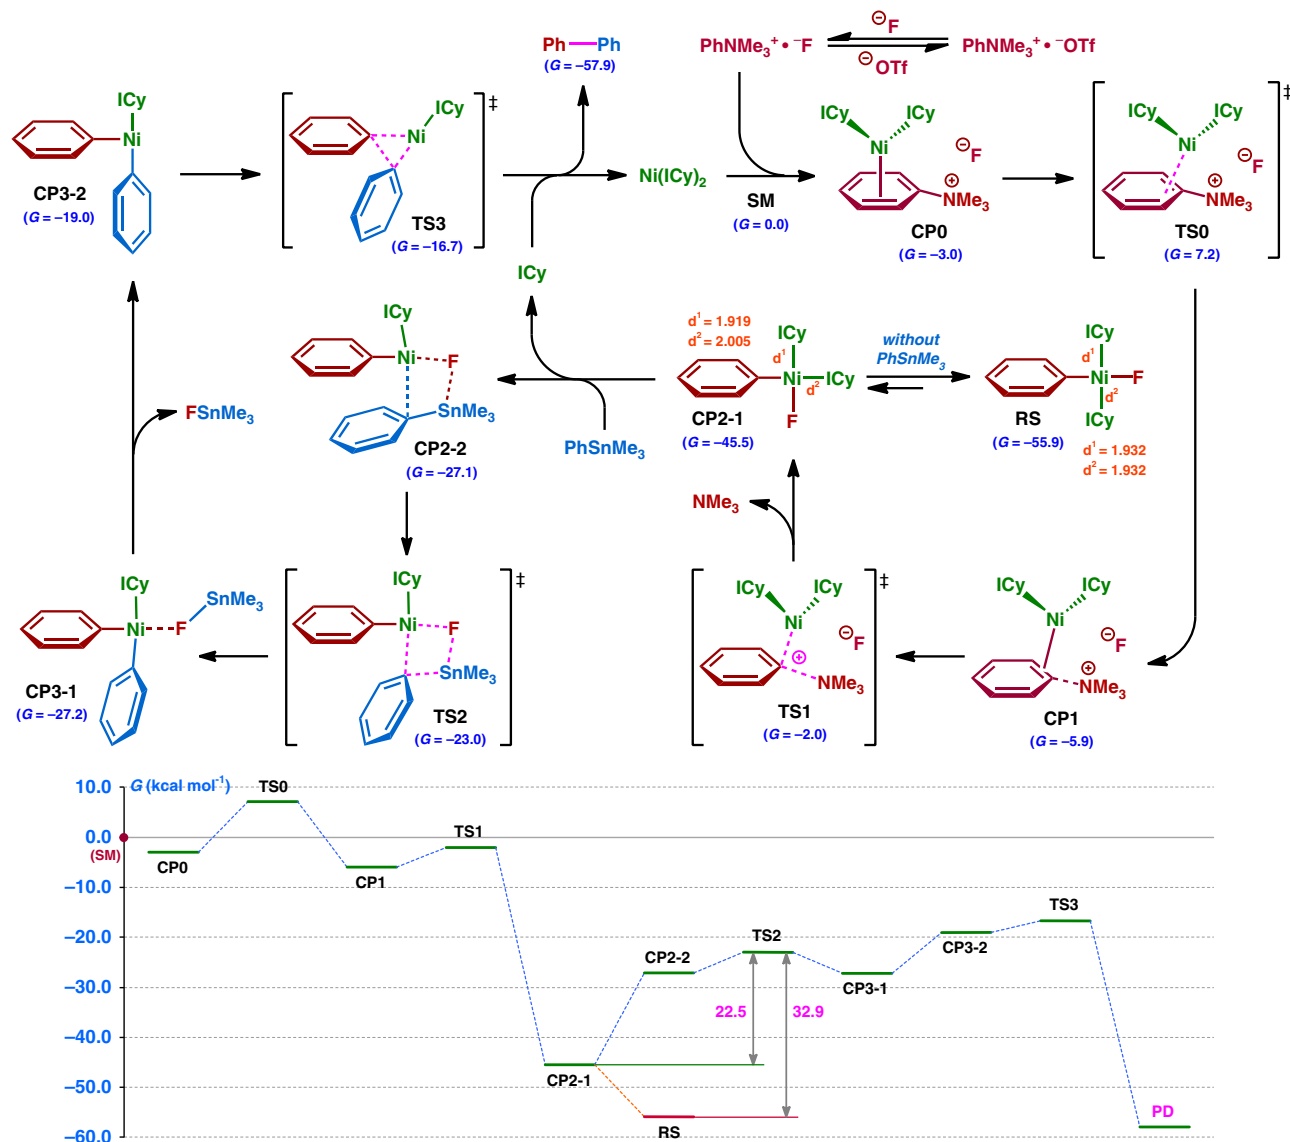 Ph—Ph
(G = –57.9)
PhNMe3+ • –F
⊖F
⊖OTf
PhNMe3+ • –OTf
ICy
Ni
CP3-2
(G = –19.0)
ICy
Ni
‡
TS3
(G = –16.7)
Ni(ICy)2
SM
(G = 0.0)
ICy
ICy
Ni
⊖F
⊕
NMe3
CP0
(G = –3.0)
ICy
ICy
Ni
⊖F
⊕
NMe3
‡
TS0
(G = 7.2)
ICy
FSnMe3
ICy
Ni
F
SnMe3
CP2-2
(G = –27.1)
PhSnMe3
d1 = 1.919
d2 = 2.005
ICy
d1
Ni
ICy
d2
F
CP2-1
(G = –45.5)
without
PhSnMe3
ICy
d1
Ni
F
d2
ICy
RS
(G = –55.9)
d1 = 1.932
d2 = 1.932
NMe3
ICy
Ni
F
SnMe3
CP3-1
(G = –27.2)
ICy
Ni
F
SnMe3
‡
TS2
(G = –23.0)
ICy
ICy
Ni
⊖F
⊕
NMe3
‡
TS1
(G = –2.0)
ICy
ICy
Ni
⊖F
⊕
NMe3
CP1
(G = –5.9)
G (kcal mol–1)
10.0
0.0
(SM)
–10.0
–20.0
–30.0
–40.0
–50.0
–60.0
CP0
TS0
CP1
TS1
CP2-1
CP2-2
RS
TS2
22.5
32.9
CP3-1
CP3-2
TS3
PD